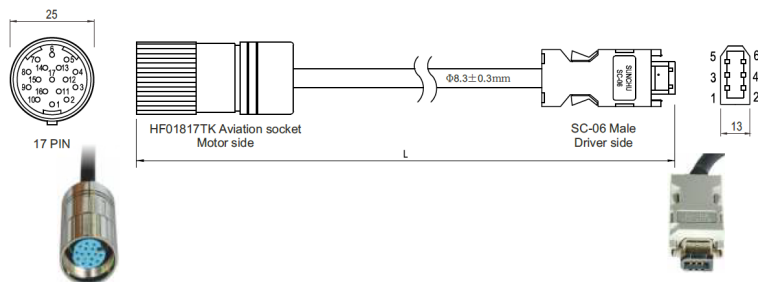 25
6
7 5
14 13
8 17 4
15 12
9 3
16 11
10 2
1
17 PIN
HF01817TK Aviation socket
Motor side
Φ8.3±0.3mm
SUNCHU
SC-06
SC-06 Male
Driver side
L
5 6
3 4
1 2
13